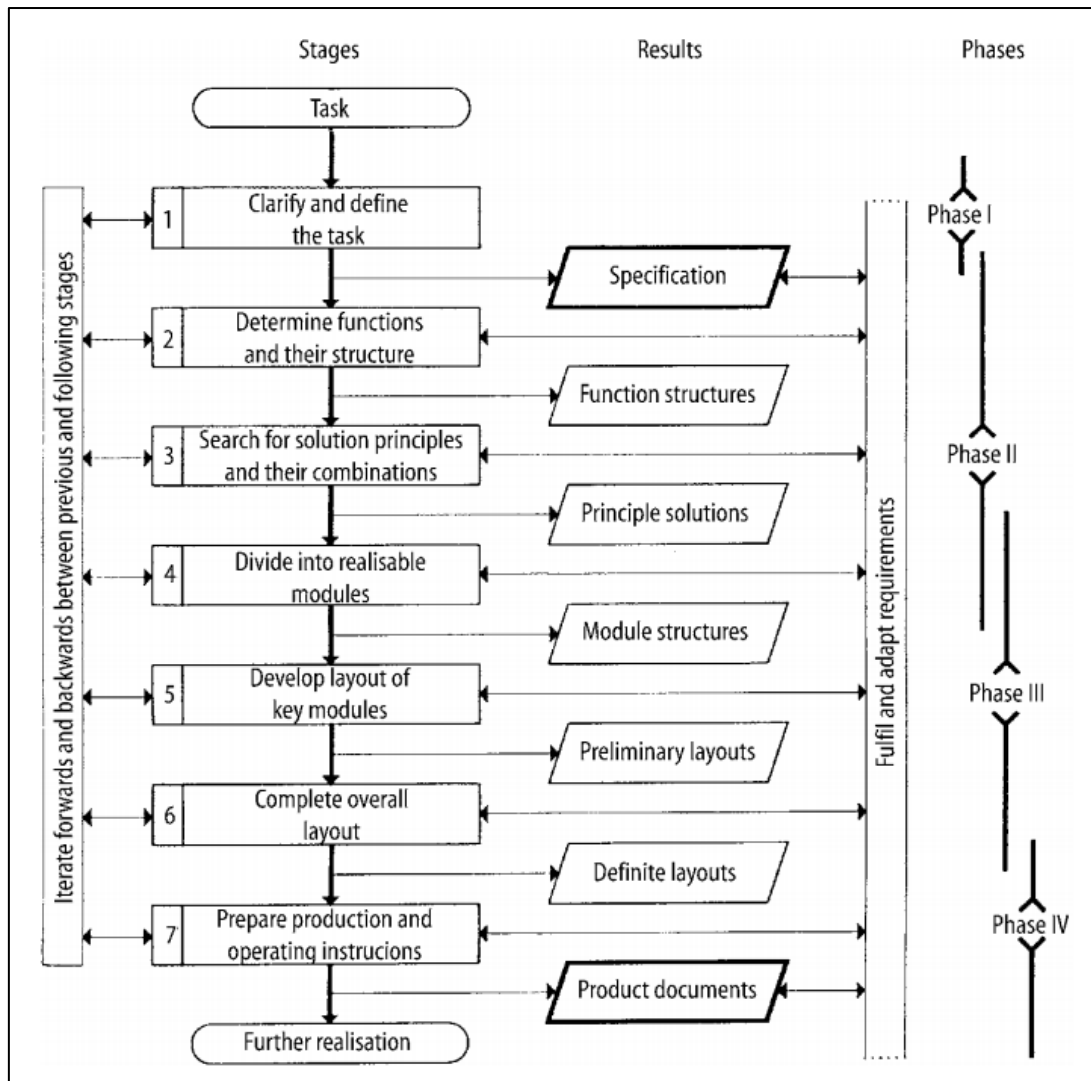 Stages
Results
Phases
Task
1
Clarify and define
the task
Phase I
Specification
2
Determine functions
and their structure
Function structures
3
Search for solution principles
and their combinations
Phase II
Principle solutions
4
Divide into realisable
modules
Module structures
5
Develop layout of
key modules
Phase III
Preliminary layouts
6
Complete overall
layout
Definite layouts
7
Prepare production and
operating instrucions
Phase IV
Product documents
Further realisation
Iterate forwards and backwards between previous and following stages
Fulfil and adapt requirements